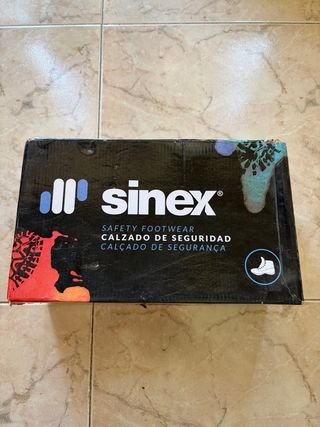 sinex®
SAFETY FOOTWEAR
CALZADO DE SEGURIDAD
CALÇADO DE SEGURANÇA